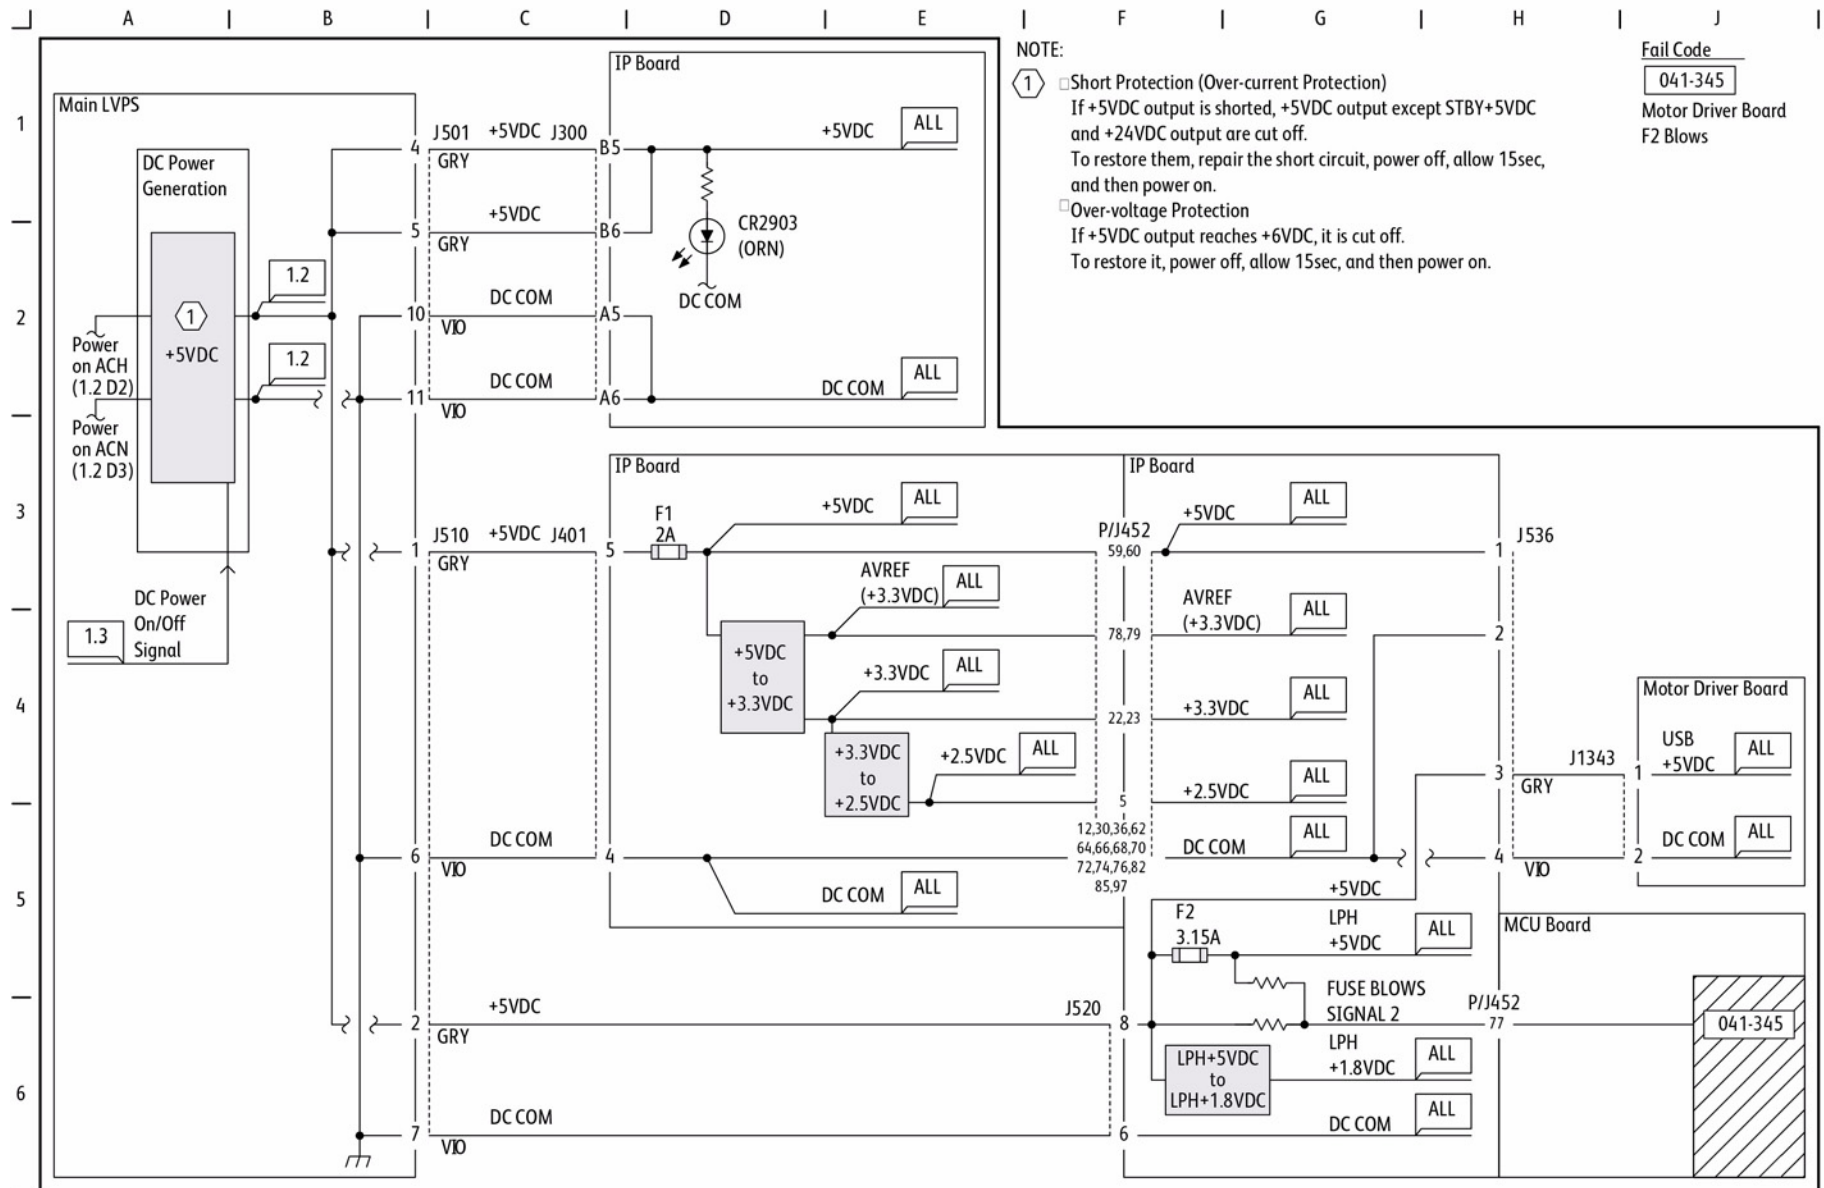 A B C D E F G H J
1
2
3
4
5
6
NOTE:
1
Short Protection (Over-current Protection)
If +5VDC output is shorted, +5VDC output except STBY+5VDC
and +24VDC output are cut off.
To restore them, repair the short circuit, power off, allow 15sec,
and then power on.
Over-voltage Protection
If +5VDC output reaches +6VDC, it is cut off.
To restore it, power off, allow 15sec, and then power on.
Fail Code
041-345
Motor Driver Board
F2 Blows
Main LVPS
DC Power
Generation
1
+5VDC
1.2
1.2
Power
on ACH
(1.2 D2)
Power
on ACN
(1.2 D3)
1.3
DC Power
On/Off
Signal
J501 +5VDC J300
4 GRY B5
+5VDC
5 GRY B6
DC COM
10 VIO A5
DC COM
11 VIO A6
IP Board
+5VDC ALL
CR2903
(ORN)
DC COM
DC COM ALL
J510 +5VDC J401
1 GRY 5
DC COM
6 VIO 4
+5VDC
2 GRY
DC COM
7 VIO
IP Board
F1
2A
+5VDC ALL
AVREF
(+3.3VDC) ALL
+5VDC
to
+3.3VDC
+3.3VDC ALL
+3.3VDC
to
+2.5VDC
+2.5VDC ALL
DC COM ALL
P/J452
59,60
78,79
22,23
5
12,30,36,62
64,66,68,70
72,74,76,82
85,97
IP Board
+5VDC ALL
AVREF
(+3.3VDC) ALL
+3.3VDC ALL
+2.5VDC ALL
DC COM ALL
J536
1
2
3 GRY
4 VIO
J1343
1
2
Motor Driver Board
USB
+5VDC ALL
DC COM ALL
+5VDC
F2
3.15A
LPH
+5VDC ALL
FUSE BLOWS
SIGNAL 2
J520
8
6
LPH+5VDC
to
LPH+1.8VDC
LPH
+1.8VDC ALL
DC COM ALL
P/J452
77
MCU Board
041-345